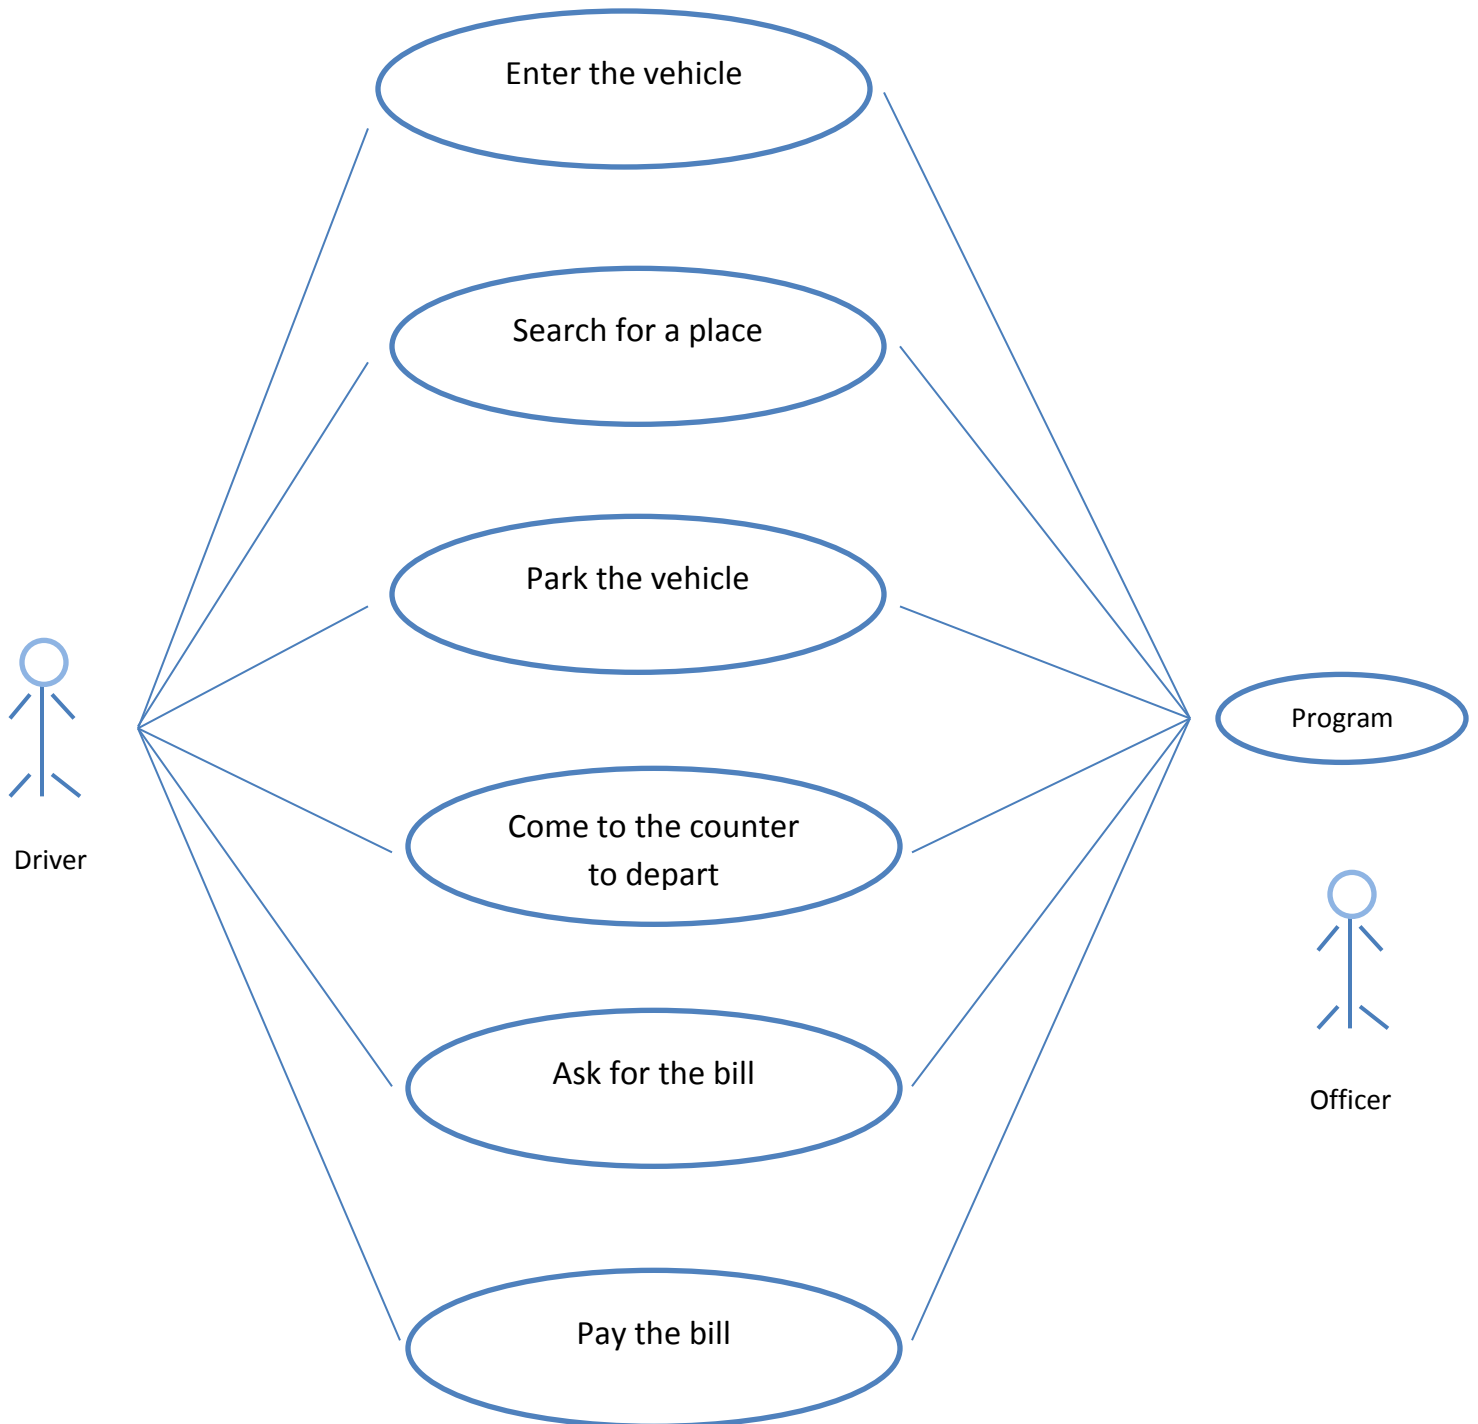 Enter the vehicle
Search for a place
Park the vehicle
Program
Come to the counter
to depart
Driver
Ask for the bill
Officer
Pay the bill